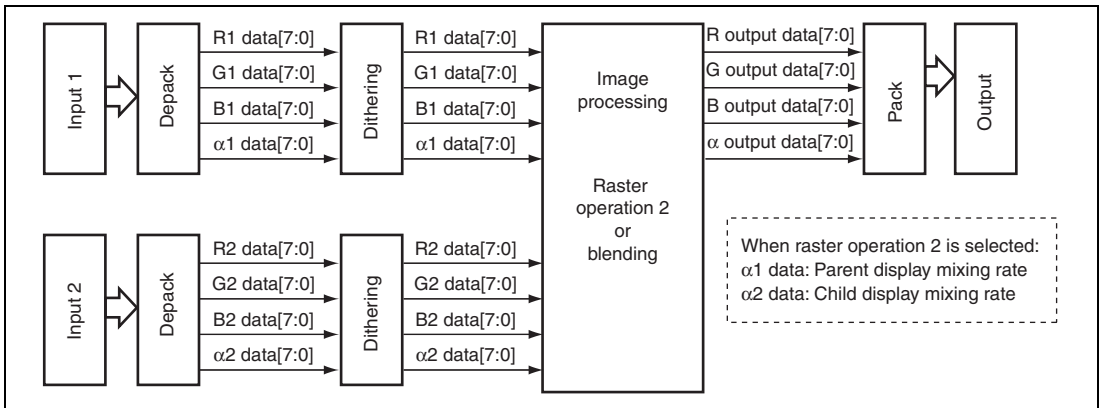 Input 1
Depack
R1 data[7:0]
G1 data[7:0]
B1 data[7:0]
α1 data[7:0]
Dithering
R1 data[7:0]
G1 data[7:0]
B1 data[7:0]
α1 data[7:0]
Input 2
Depack
R2 data[7:0]
G2 data[7:0]
B2 data[7:0]
α2 data[7:0]
Dithering
R2 data[7:0]
G2 data[7:0]
B2 data[7:0]
α2 data[7:0]
Image
processing
Raster
operation 2
or
blending
R output data[7:0]
G output data[7:0]
B output data[7:0]
α output data[7:0]
Pack
Output
When raster operation 2 is selected:
α1 data: Parent display mixing rate
α2 data: Child display mixing rate